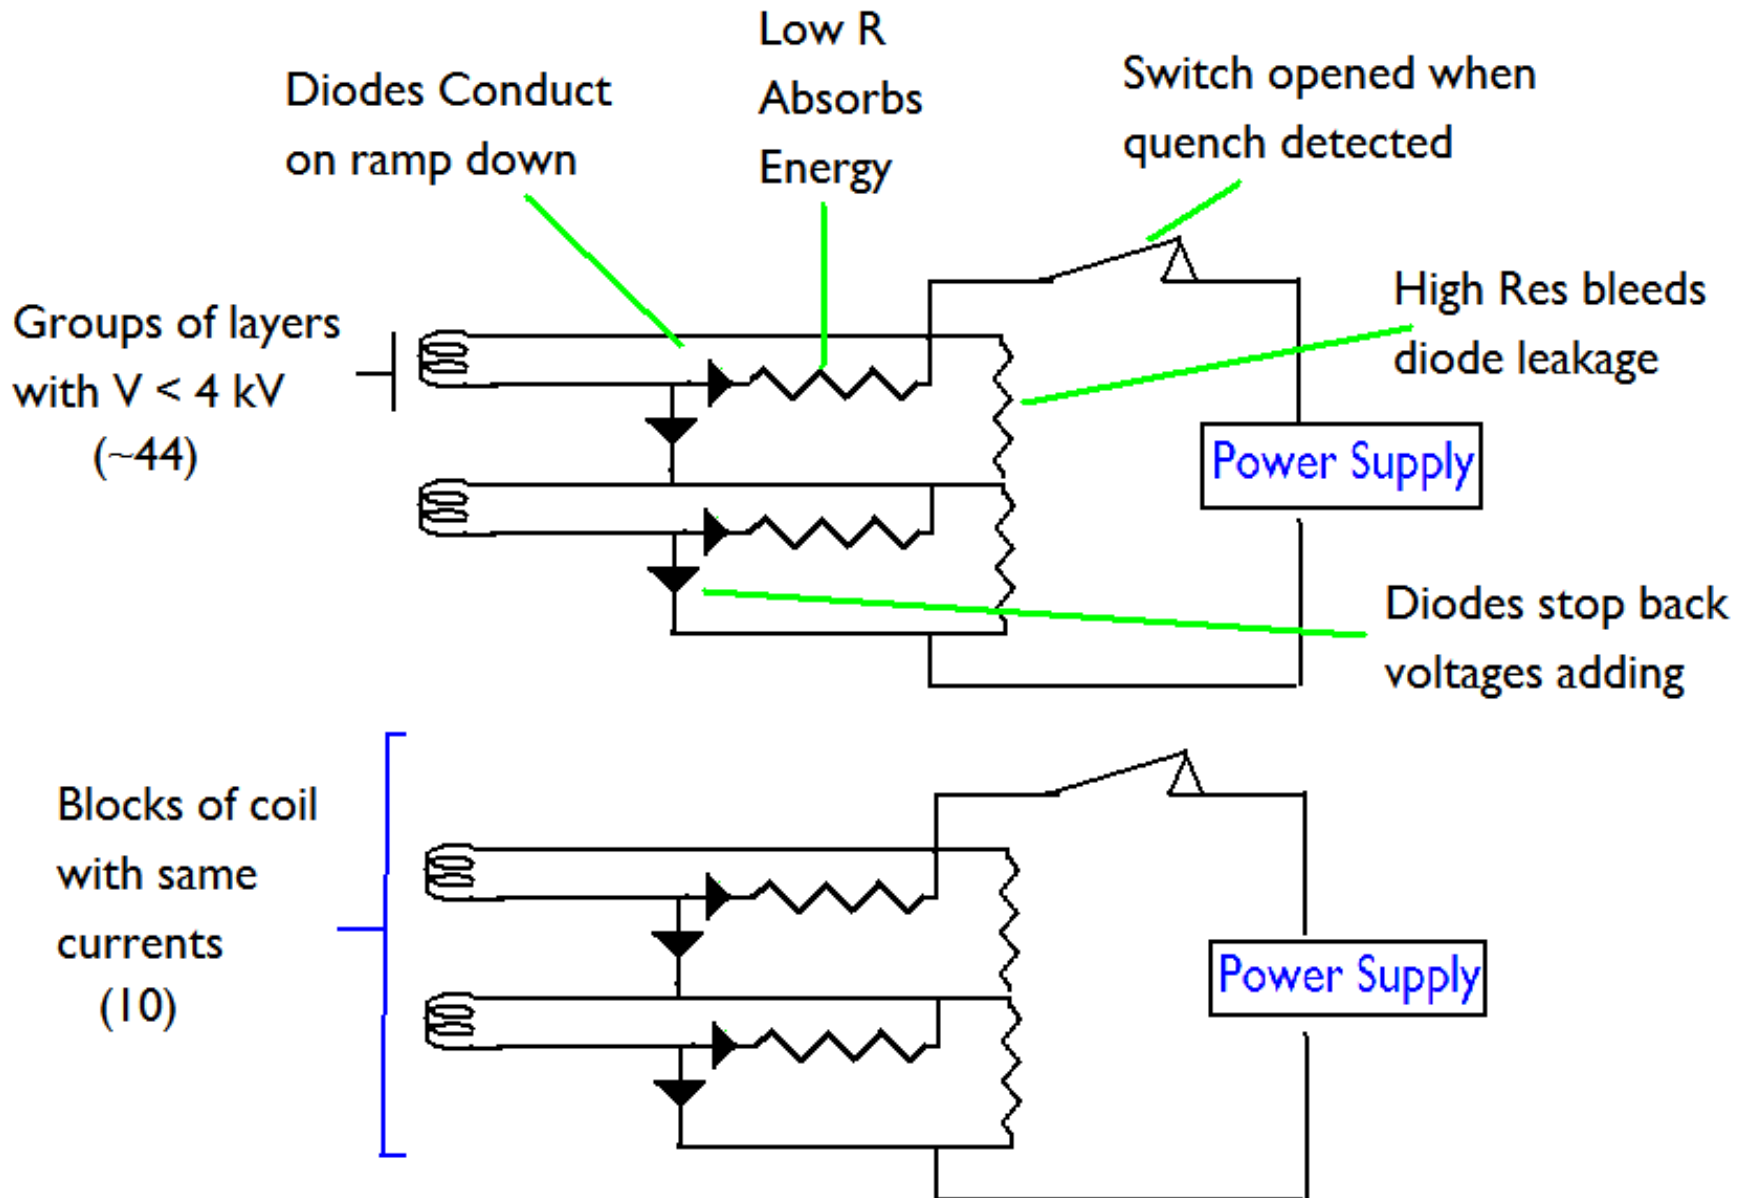 Diodes Conduct
on ramp down
Low R
Absorbs
Energy
Switch opened when
quench detected
Groups of layers
with V < 4 kV
(~44)
High Res bleeds
diode leakage
Power Supply
Diodes stop back
voltages adding
Blocks of coil
with same
currents
(10)
Power Supply